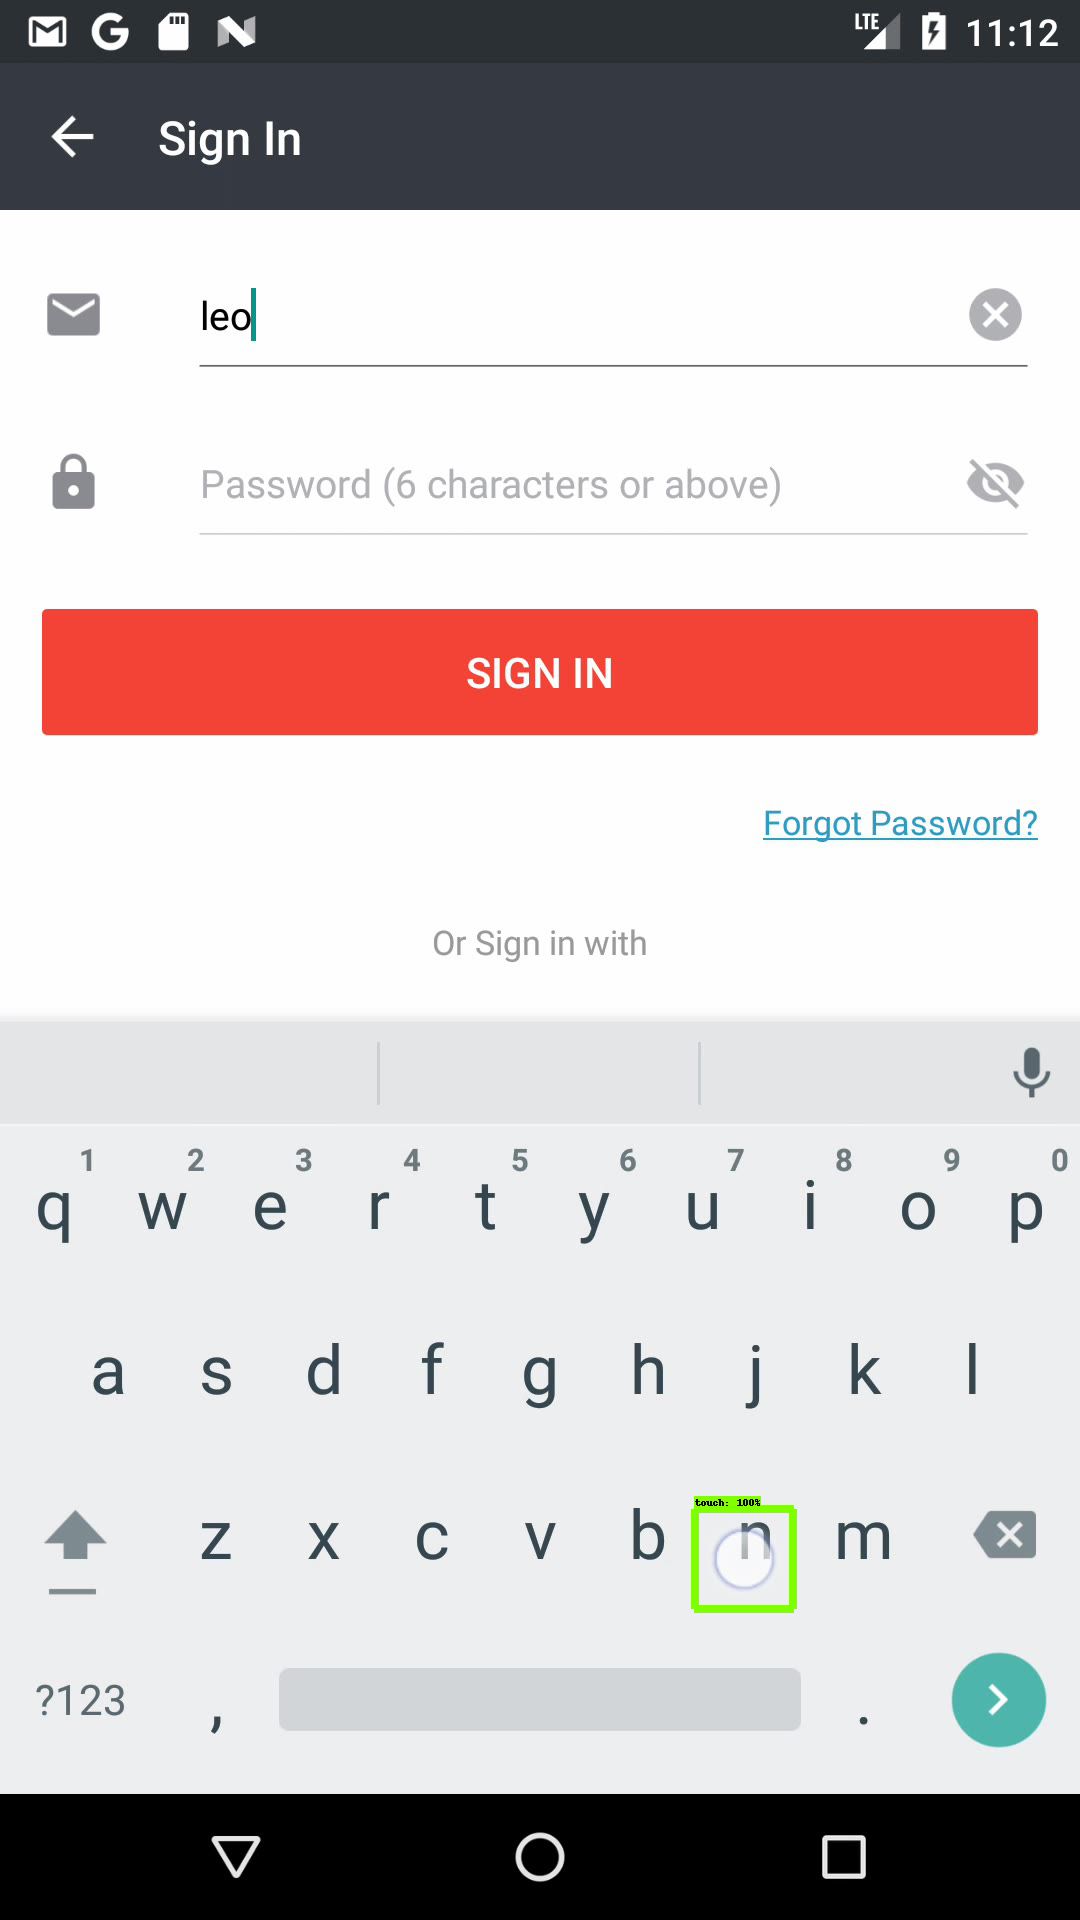 LTE 11:12
Sign In
leo
Password (6 characters or above)
SIGN IN
Forgot Password?
Or Sign in with
1 2 3 4 5 6 7 8 9 0
q w e r t y u i o p
a s d f g h j k l
touch: 100%
z x c v b n m
?123 , .